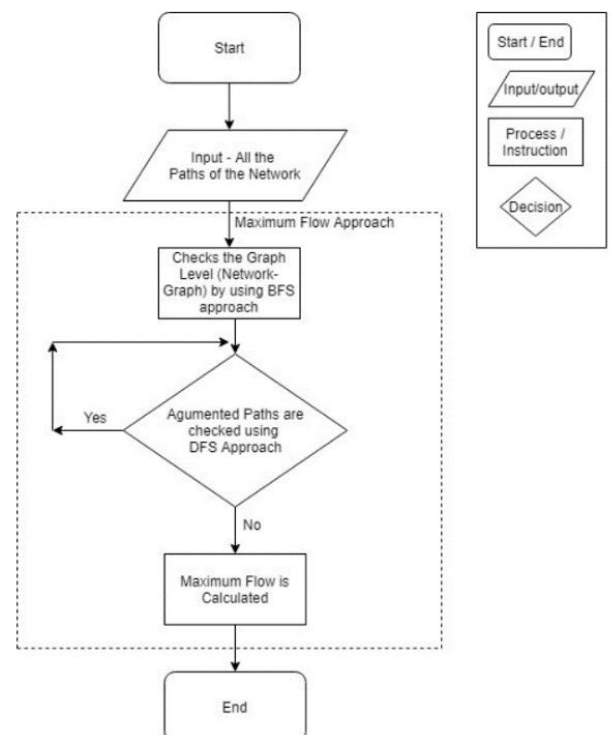 Start
Input - All the
Paths of the Network
Maximum Flow Approach
Checks the Graph
Level (Network-
Graph) by using BFS
approach
Agumented Paths are
checked using
DFS Approach
Yes
No
Maximum Flow is
Calculated
End
Start / End
Input/output
Process /
Instruction
Decision